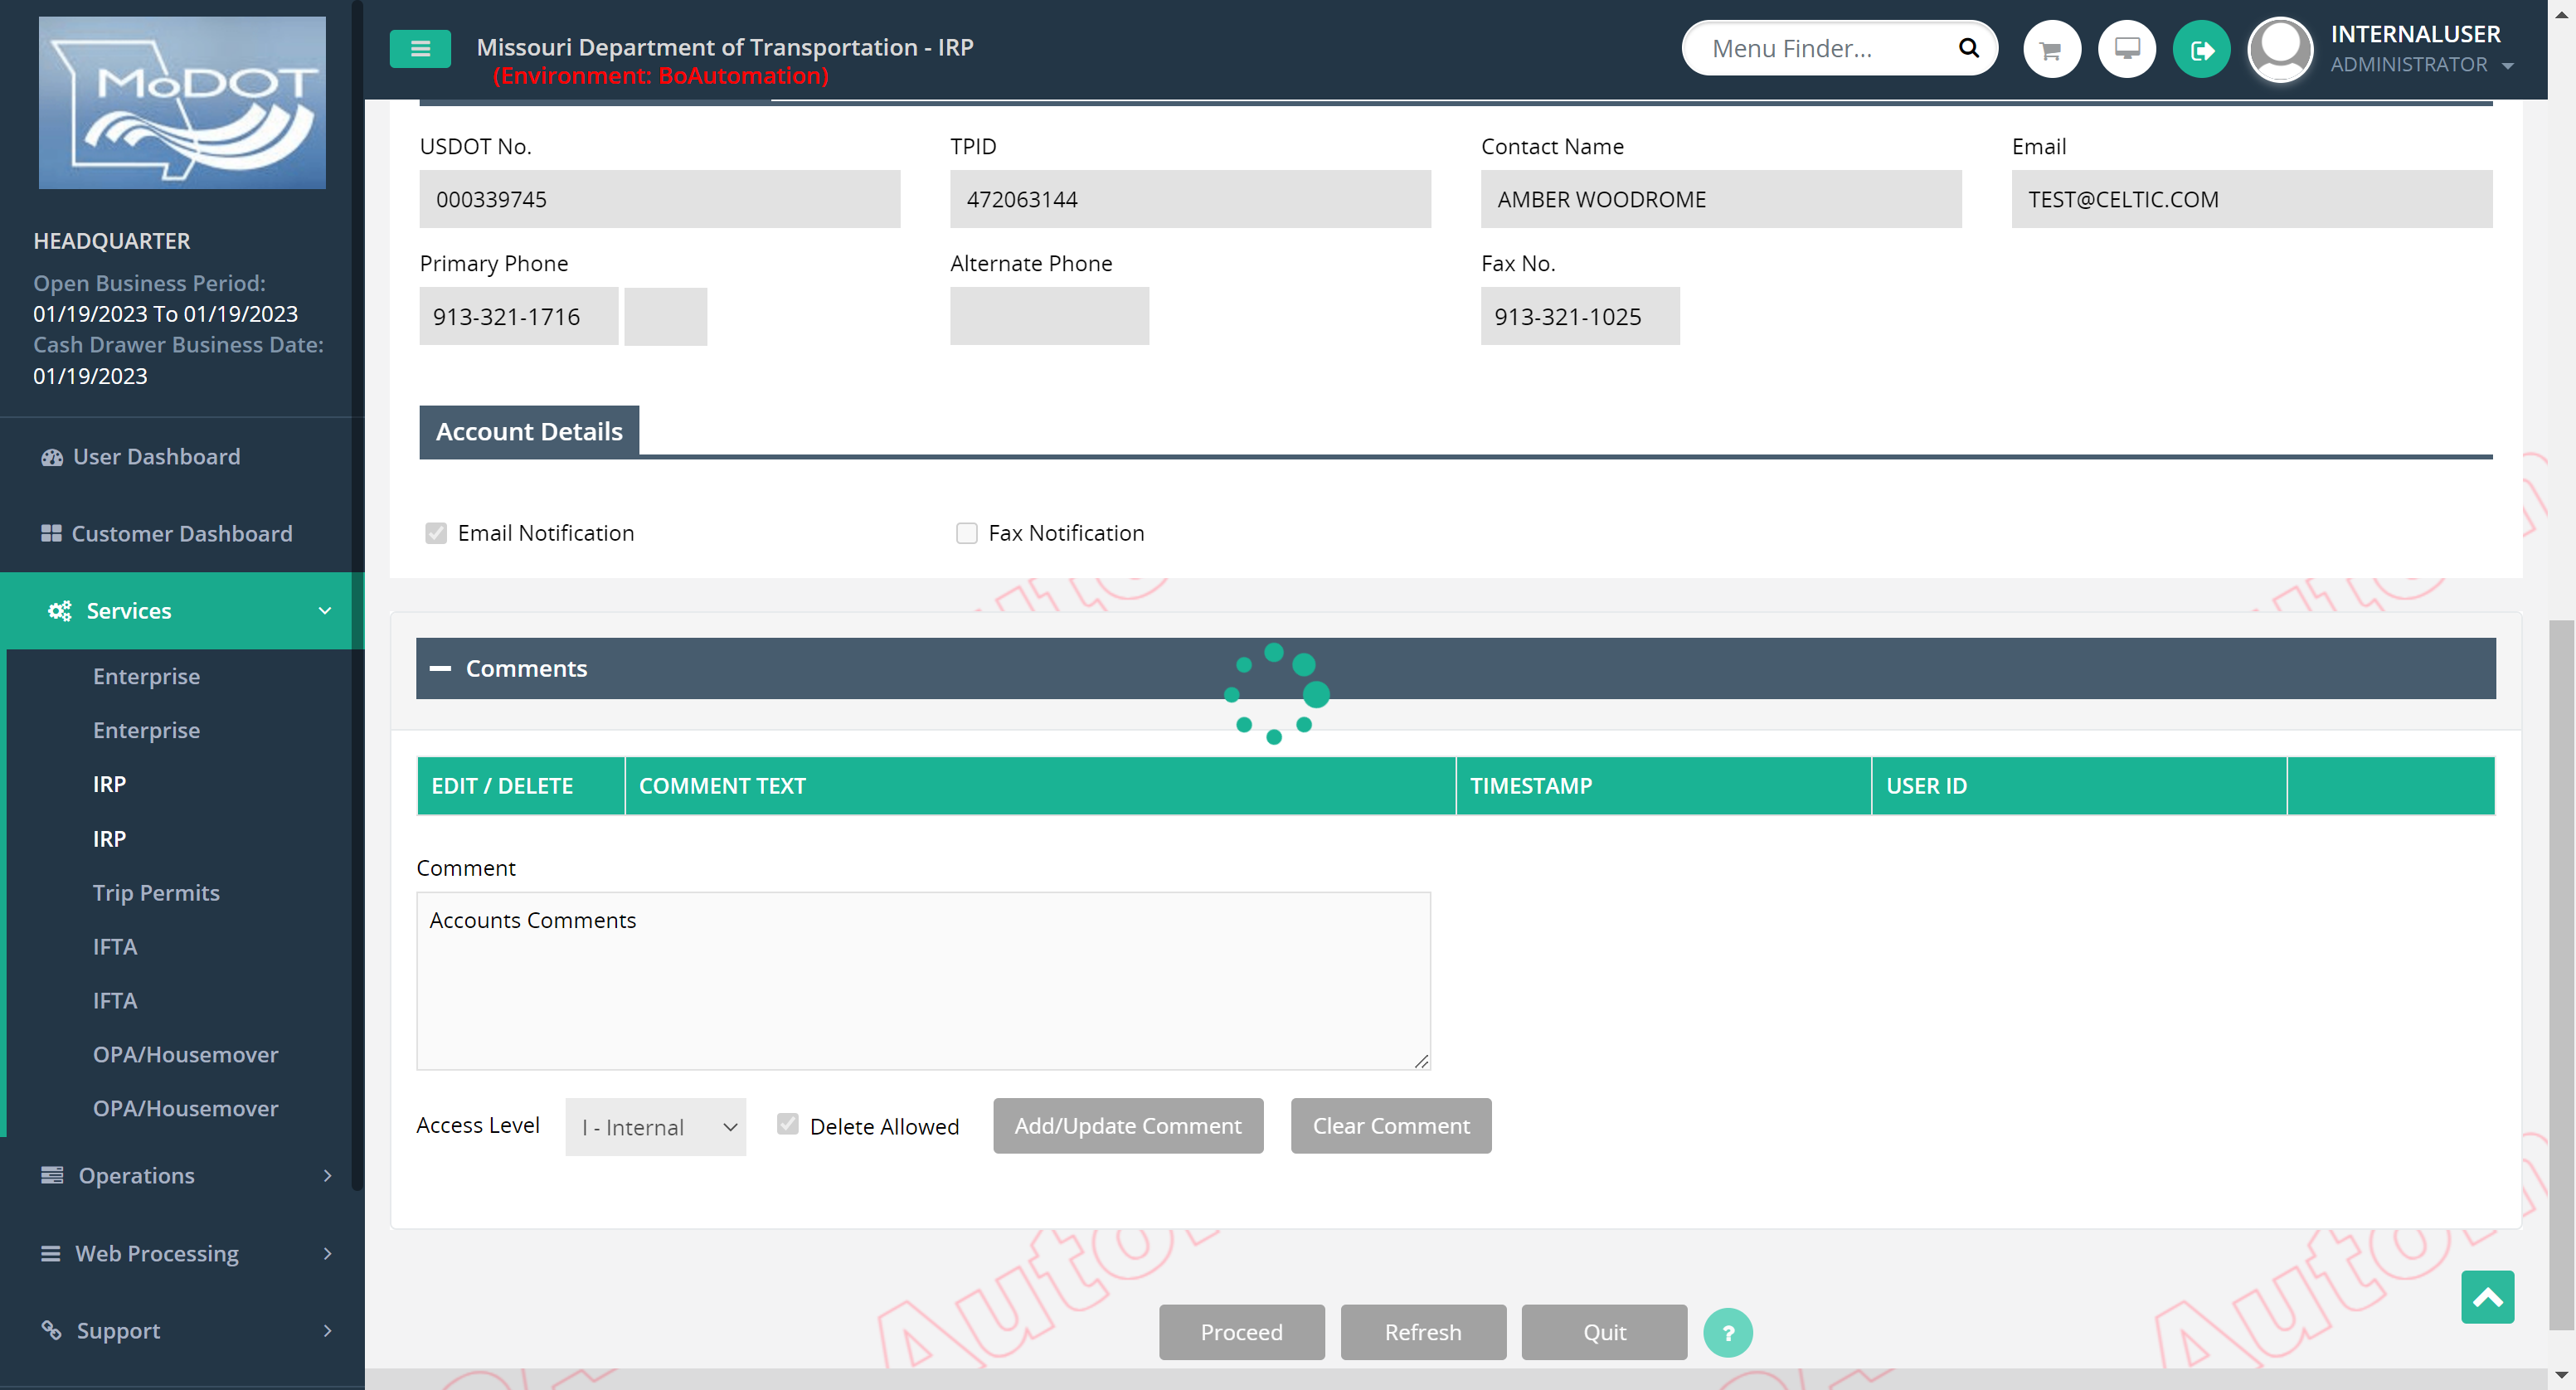 MoDOT
Missouri Department of Transportation - IRP
(Environment: BoAutomation)
Menu Finder...
INTERNALUSER
ADMINISTRATOR
HEADQUARTER
Open Business Period:
01/19/2023 To 01/19/2023
Cash Drawer Business Date:
01/19/2023
User Dashboard
Customer Dashboard
Services
Enterprise
Enterprise
IRP
IRP
Trip Permits
IFTA
IFTA
OPA/Housemover
OPA/Housemover
Operations
Web Processing
Support
USDOT No. TPID Contact Name Email
000339745 472063144 AMBER WOODROME TEST@CELTIC.COM
Primary Phone Alternate Phone Fax No.
913-321-1716 913-321-1025
Account Details
Email Notification Fax Notification
Comments
EDIT / DELETE COMMENT TEXT TIMESTAMP USER ID
Comment
Accounts Comments
Access Level I - Internal Delete Allowed Add/Update Comment Clear Comment
Proceed Refresh Quit ?